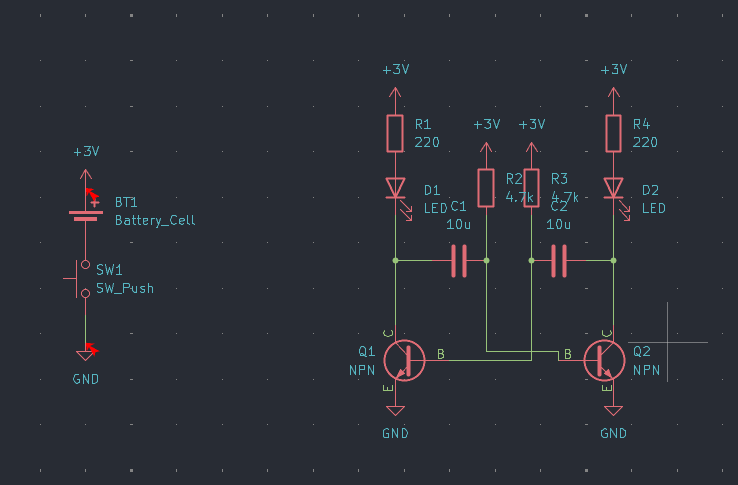 +3V
+3V
+3V
+3V
+3V
R1
220
R4
220
R2
4.7k
R3
4.7k
D1
LED
D2
LED
C1
10u
C2
10u
BT1
+
Battery_Cell
SW1
SW_Push
GND
C
C
Q1
NPN
B
B
Q2
NPN
E
E
GND
GND